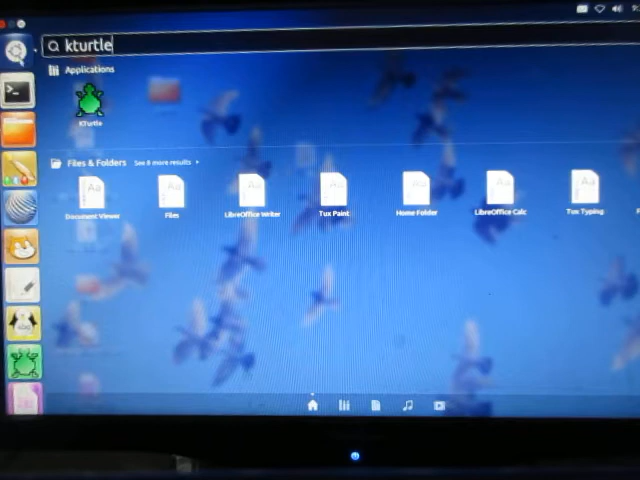 kturtle
Applications
KTurtle
Files & Folders See 8 more results
Document Viewer Files LibreOffice Writer Tux Paint Home Folder LibreOffice Calc Tux Typing